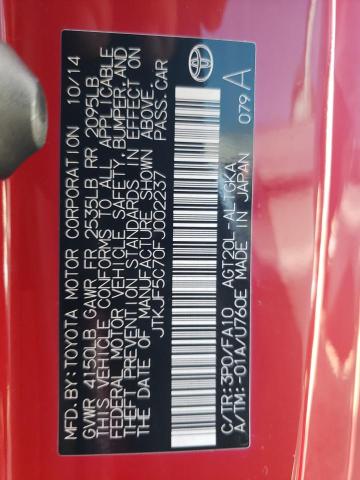 MFD.BY:TOYOTA MOTOR CORPORATION 10/14
GVWR 4150LB GAWR FR 2535LB RR 2095LB
THIS VEHICLE CONFORMS TO ALL APPLICABLE
FEDERAL MOTOR VEHICLE SAFETY, BUMPER, AND
THEFT PREVENTION STANDARDS IN EFFECT ON
THE DATE OF MANUFACTURE SHOWN ABOVE.
JTKJF5C70FJ002237 PASS.CAR
C/TR:3P0/FA10 AGT20L-ALTGKA
A/TM:-01A/U760E MADE IN JAPAN
079 A